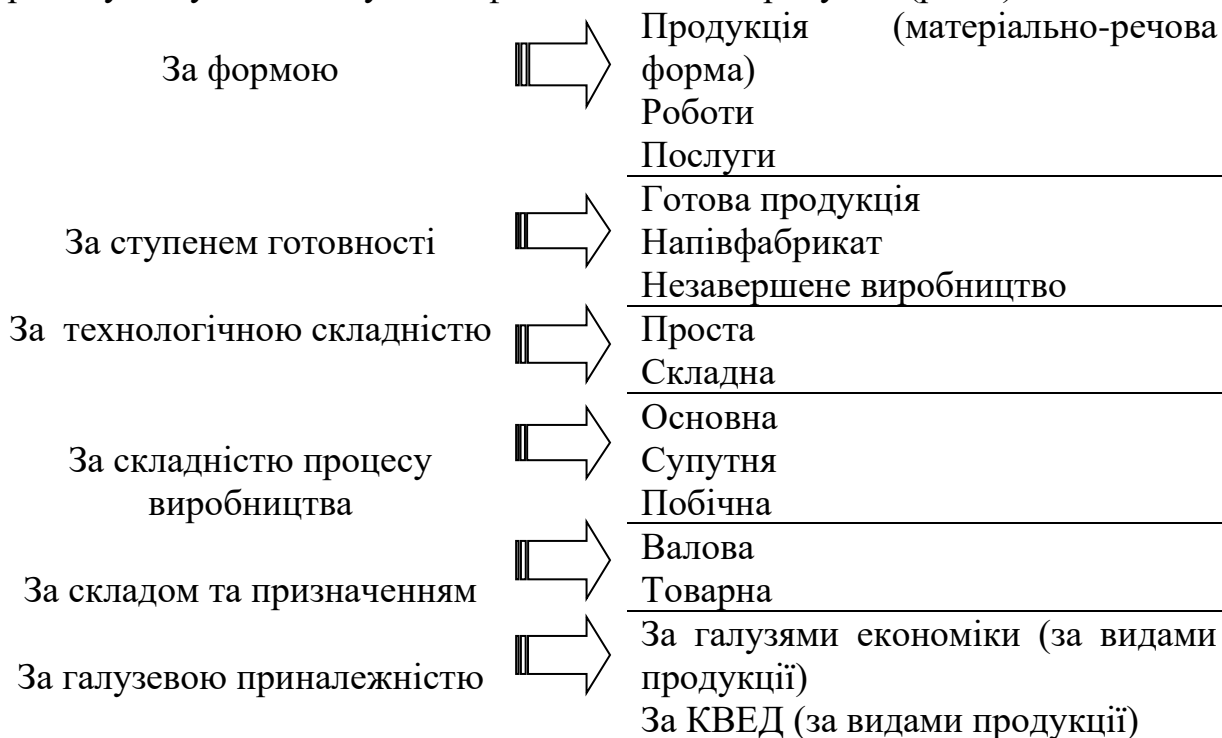 За формою
Продукція (матеріально-речова
форма)
Роботи
Послуги
За ступенем готовності
Готова продукція
Напівфабрикат
Незавершене виробництво
За технологічною складністю
Проста
Складна
За складністю процесу
виробництва
Основна
Супутня
Побічна
За складом та призначенням
Валова
Товарна
За галузевою приналежністю
За галузями економіки (за видами
продукції)
За КВЕД (за видами продукції)